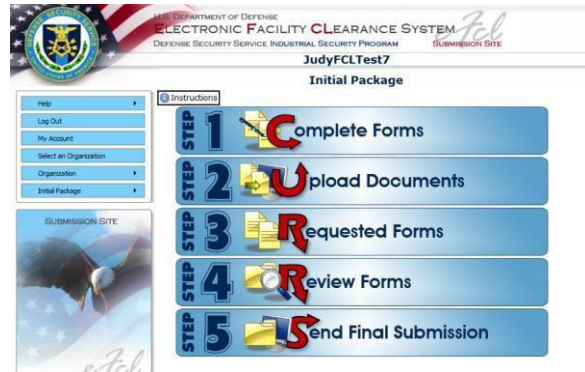 U.S. DEPARTMENT OF DEFENSE
ELECTRONIC FACILITY CLEARANCE SYSTEM
DEFENSE SECURITY SERVICE INDUSTRIAL SECURITY PROGRAM
SUBMISSION SITE
JudyFCLTest7
Initial Package
Instructions
Help
Log Out
My Account
Select an Organization
Organization
Initial Package
STEP 1 Complete Forms
STEP 2 Upload Documents
STEP 3 Requested Forms
STEP 4 Review Forms
STEP 5 Send Final Submission
SUBMISSION SITE
eFcl